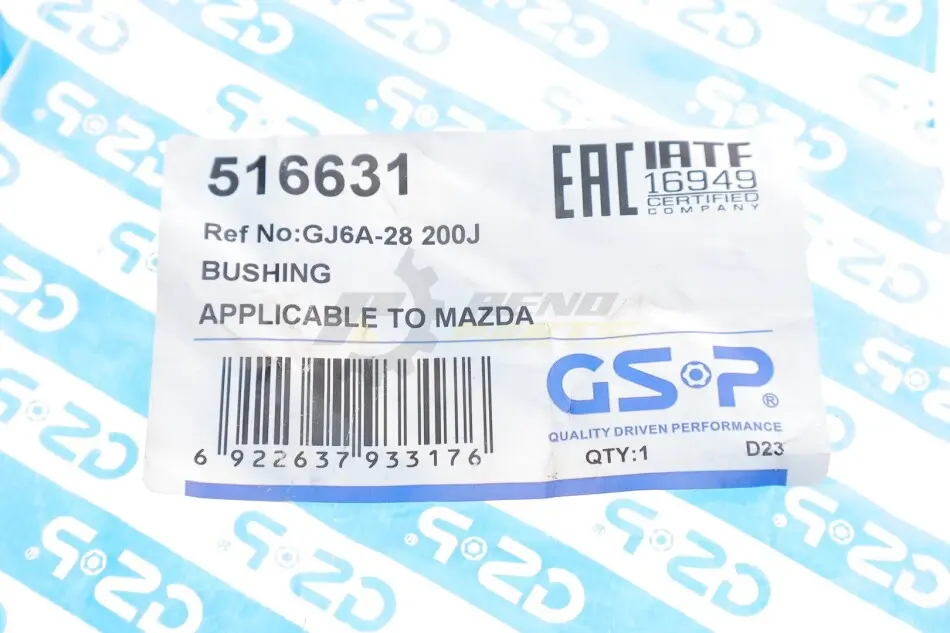 516631
EAC
IATF
16949
CERTIFIED
COMPANY
Ref No:GJ6A-28 200J
BUSHING
APPLICABLE TO MAZDA
GSP®
QUALITY DRIVEN PERFORMANCE
6 922637 933176
QTY:1
D23